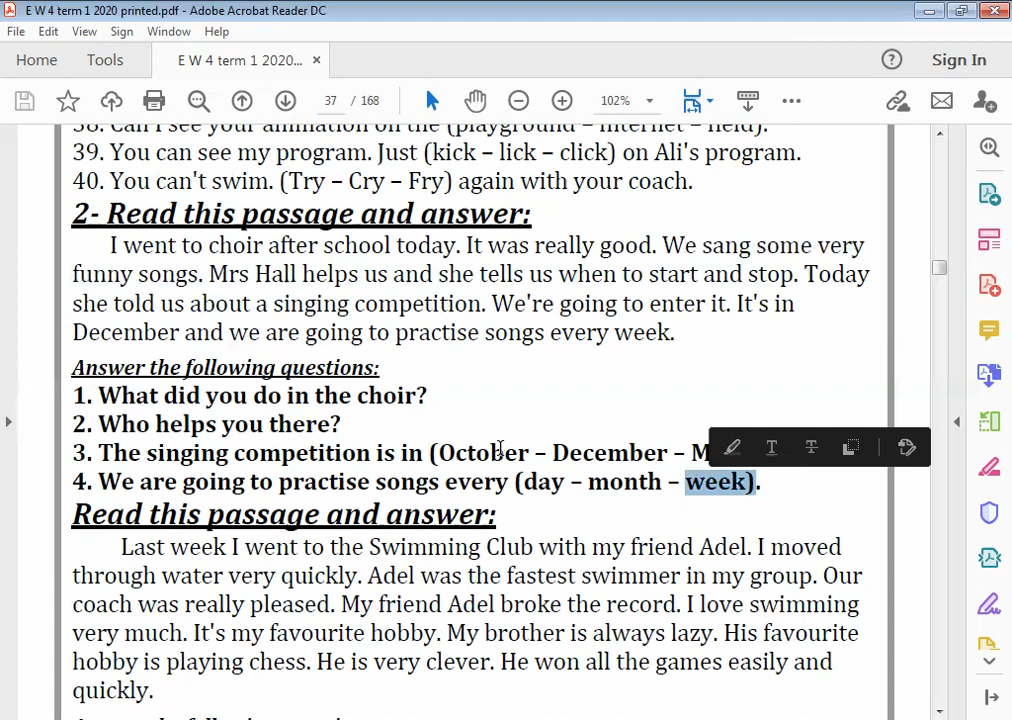 E W 4 term 1 2020 printed.pdf - Adobe Acrobat Reader DC
File Edit View Sign Window Help
Home Tools E W 4 term 1 2020... × ? Sign In
37 / 168 102%
38. Can I see your animation on the (playground – internet – field).
39. You can see my program. Just (kick – lick – click) on Ali's program.
40. You can't swim. (Try – Cry – Fry) again with your coach.
2- Read this passage and answer:
I went to choir after school today. It was really good. We sang some very
funny songs. Mrs Hall helps us and she tells us when to start and stop. Today
she told us about a singing competition. We're going to enter it. It's in
December and we are going to practise songs every week.
Answer the following questions:
1. What did you do in the choir?
2. Who helps you there?
3. The singing competition is in (October – December – M
4. We are going to practise songs every (day – month – week).
Read this passage and answer:
Last week I went to the Swimming Club with my friend Adel. I moved
through water very quickly. Adel was the fastest swimmer in my group. Our
coach was really pleased. My friend Adel broke the record. I love swimming
very much. It's my favourite hobby. My brother is always lazy. His favourite
hobby is playing chess. He is very clever. He won all the games easily and
quickly.